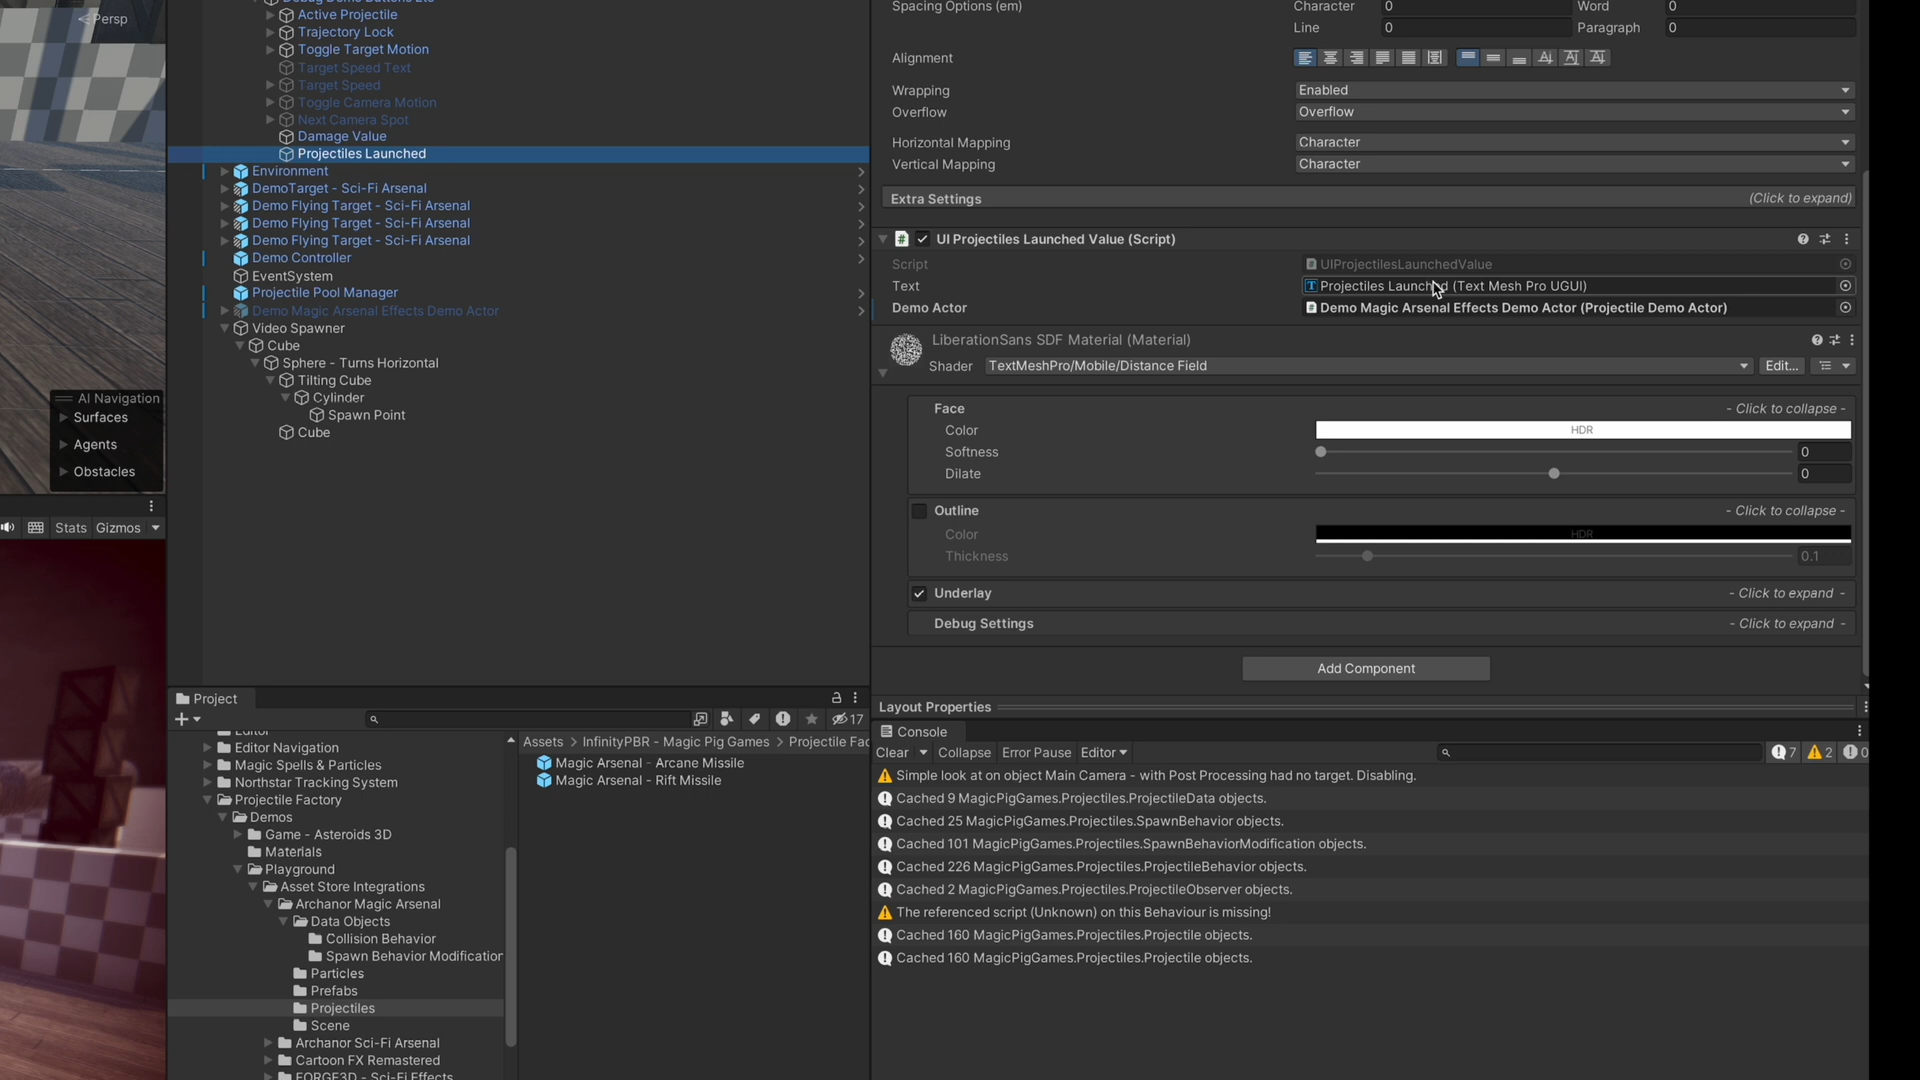 Persp
Debug Demo Buttons Etc
Active Projectile
Trajectory Lock
Toggle Target Motion
Target Speed Text
Target Speed
Toggle Camera Motion
Next Camera Spot
Damage Value
Projectiles Launched
Environment
DemoTarget - Sci-Fi Arsenal
Demo Flying Target - Sci-Fi Arsenal
Demo Flying Target - Sci-Fi Arsenal
Demo Flying Target - Sci-Fi Arsenal
Demo Controller
EventSystem
Projectile Pool Manager
Demo Magic Arsenal Effects Demo Actor
Video Spawner
Cube
Sphere - Turns Horizontal
Tilting Cube
Cylinder
Spawn Point
Cube
AI Navigation
Surfaces
Agents
Obstacles
Stats Gizmos
Spacing Options (em) Character 0 Word 0
Line 0 Paragraph 0
Alignment
Wrapping Enabled
Overflow Overflow
Horizontal Mapping Character
Vertical Mapping Character
Extra Settings (Click to expand)
UI Projectiles Launched Value (Script)
Script UIProjectilesLaunchedValue
Text Projectiles Launched (Text Mesh Pro UGUI)
Demo Actor Demo Magic Arsenal Effects Demo Actor (Projectile Demo Actor)
LiberationSans SDF Material (Material)
Shader TextMeshPro/Mobile/Distance Field Edit...
Face - Click to collapse -
Color HDR
Softness 0
Dilate 0
Outline - Click to collapse -
Color HDR
Thickness 0.1
Underlay - Click to expand -
Debug Settings - Click to expand -
Add Component
Layout Properties
Project
17
Editor
Editor Navigation
Magic Spells & Particles
Northstar Tracking System
Projectile Factory
Demos
Game - Asteroids 3D
Materials
Playground
Asset Store Integrations
Archanor Magic Arsenal
Data Objects
Collision Behavior
Spawn Behavior Modification
Particles
Prefabs
Projectiles
Scene
Archanor Sci-Fi Arsenal
Cartoon FX Remastered
FORGE3D - Sci-Fi Effects
Assets > InfinityPBR - Magic Pig Games > Projectile Fac
Magic Arsenal - Arcane Missile
Magic Arsenal - Rift Missile
Console
Clear Collapse Error Pause Editor 7 2 0
Simple look at on object Main Camera - with Post Processing had no target. Disabling.
Cached 9 MagicPigGames.Projectiles.ProjectileData objects.
Cached 25 MagicPigGames.Projectiles.SpawnBehavior objects.
Cached 101 MagicPigGames.Projectiles.SpawnBehaviorModification objects.
Cached 226 MagicPigGames.Projectiles.ProjectileBehavior objects.
Cached 2 MagicPigGames.Projectiles.ProjectileObserver objects.
The referenced script (Unknown) on this Behaviour is missing!
Cached 160 MagicPigGames.Projectiles.Projectile objects.
Cached 160 MagicPigGames.Projectiles.Projectile objects.